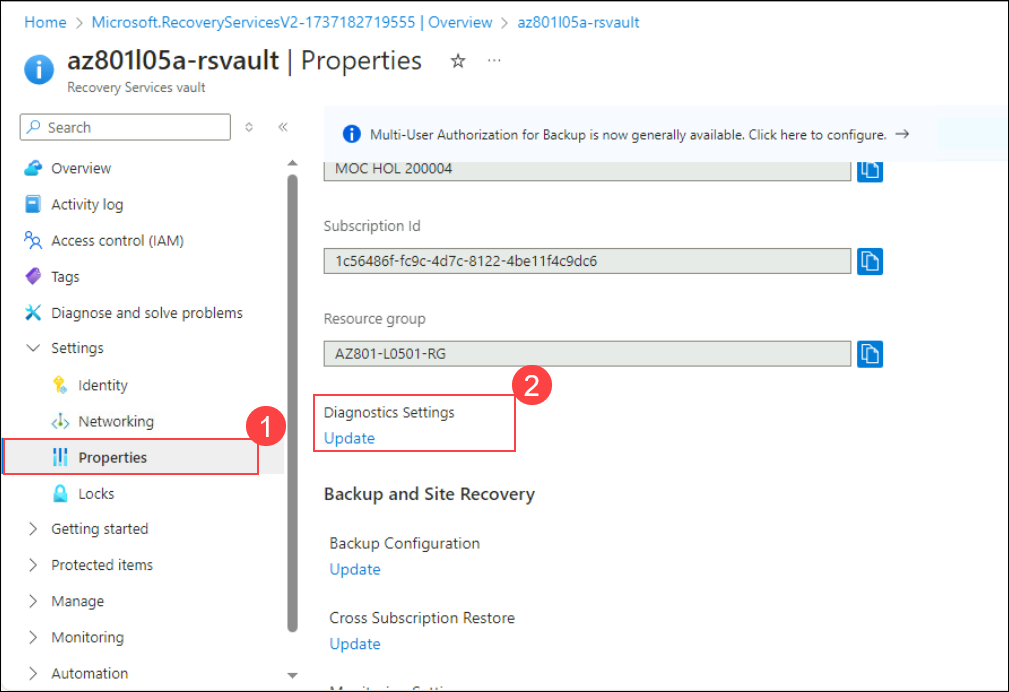 Home > Microsoft.RecoveryServicesV2-1737182719555 | Overview > az801l05a-rsvault
az801l05a-rsvault | Properties
Recovery Services vault
Search
Multi-User Authorization for Backup is now generally available. Click here to configure. →
Overview
Activity log
Access control (IAM)
Tags
Diagnose and solve problems
Settings
Identity
Networking
1
Properties
Locks
Getting started
Protected items
Manage
Monitoring
Automation
MOC HOL 200004
Subscription Id
1c56486f-fc9c-4d7c-8122-4be11f4c9dc6
Resource group
AZ801-L0501-RG
2
Diagnostics Settings
Update
Backup and Site Recovery
Backup Configuration
Update
Cross Subscription Restore
Update